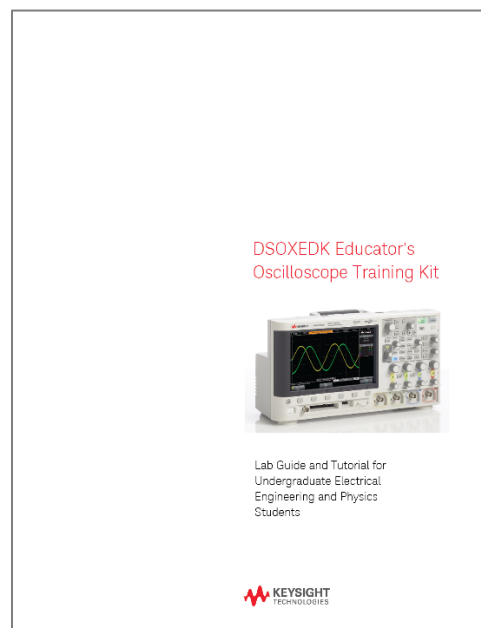 DSOXEDK Educator's
Oscilloscope Training Kit
Lab Guide and Tutorial for
Undergraduate Electrical
Engineering and Physics
Students
KEYSIGHT
TECHNOLOGIES